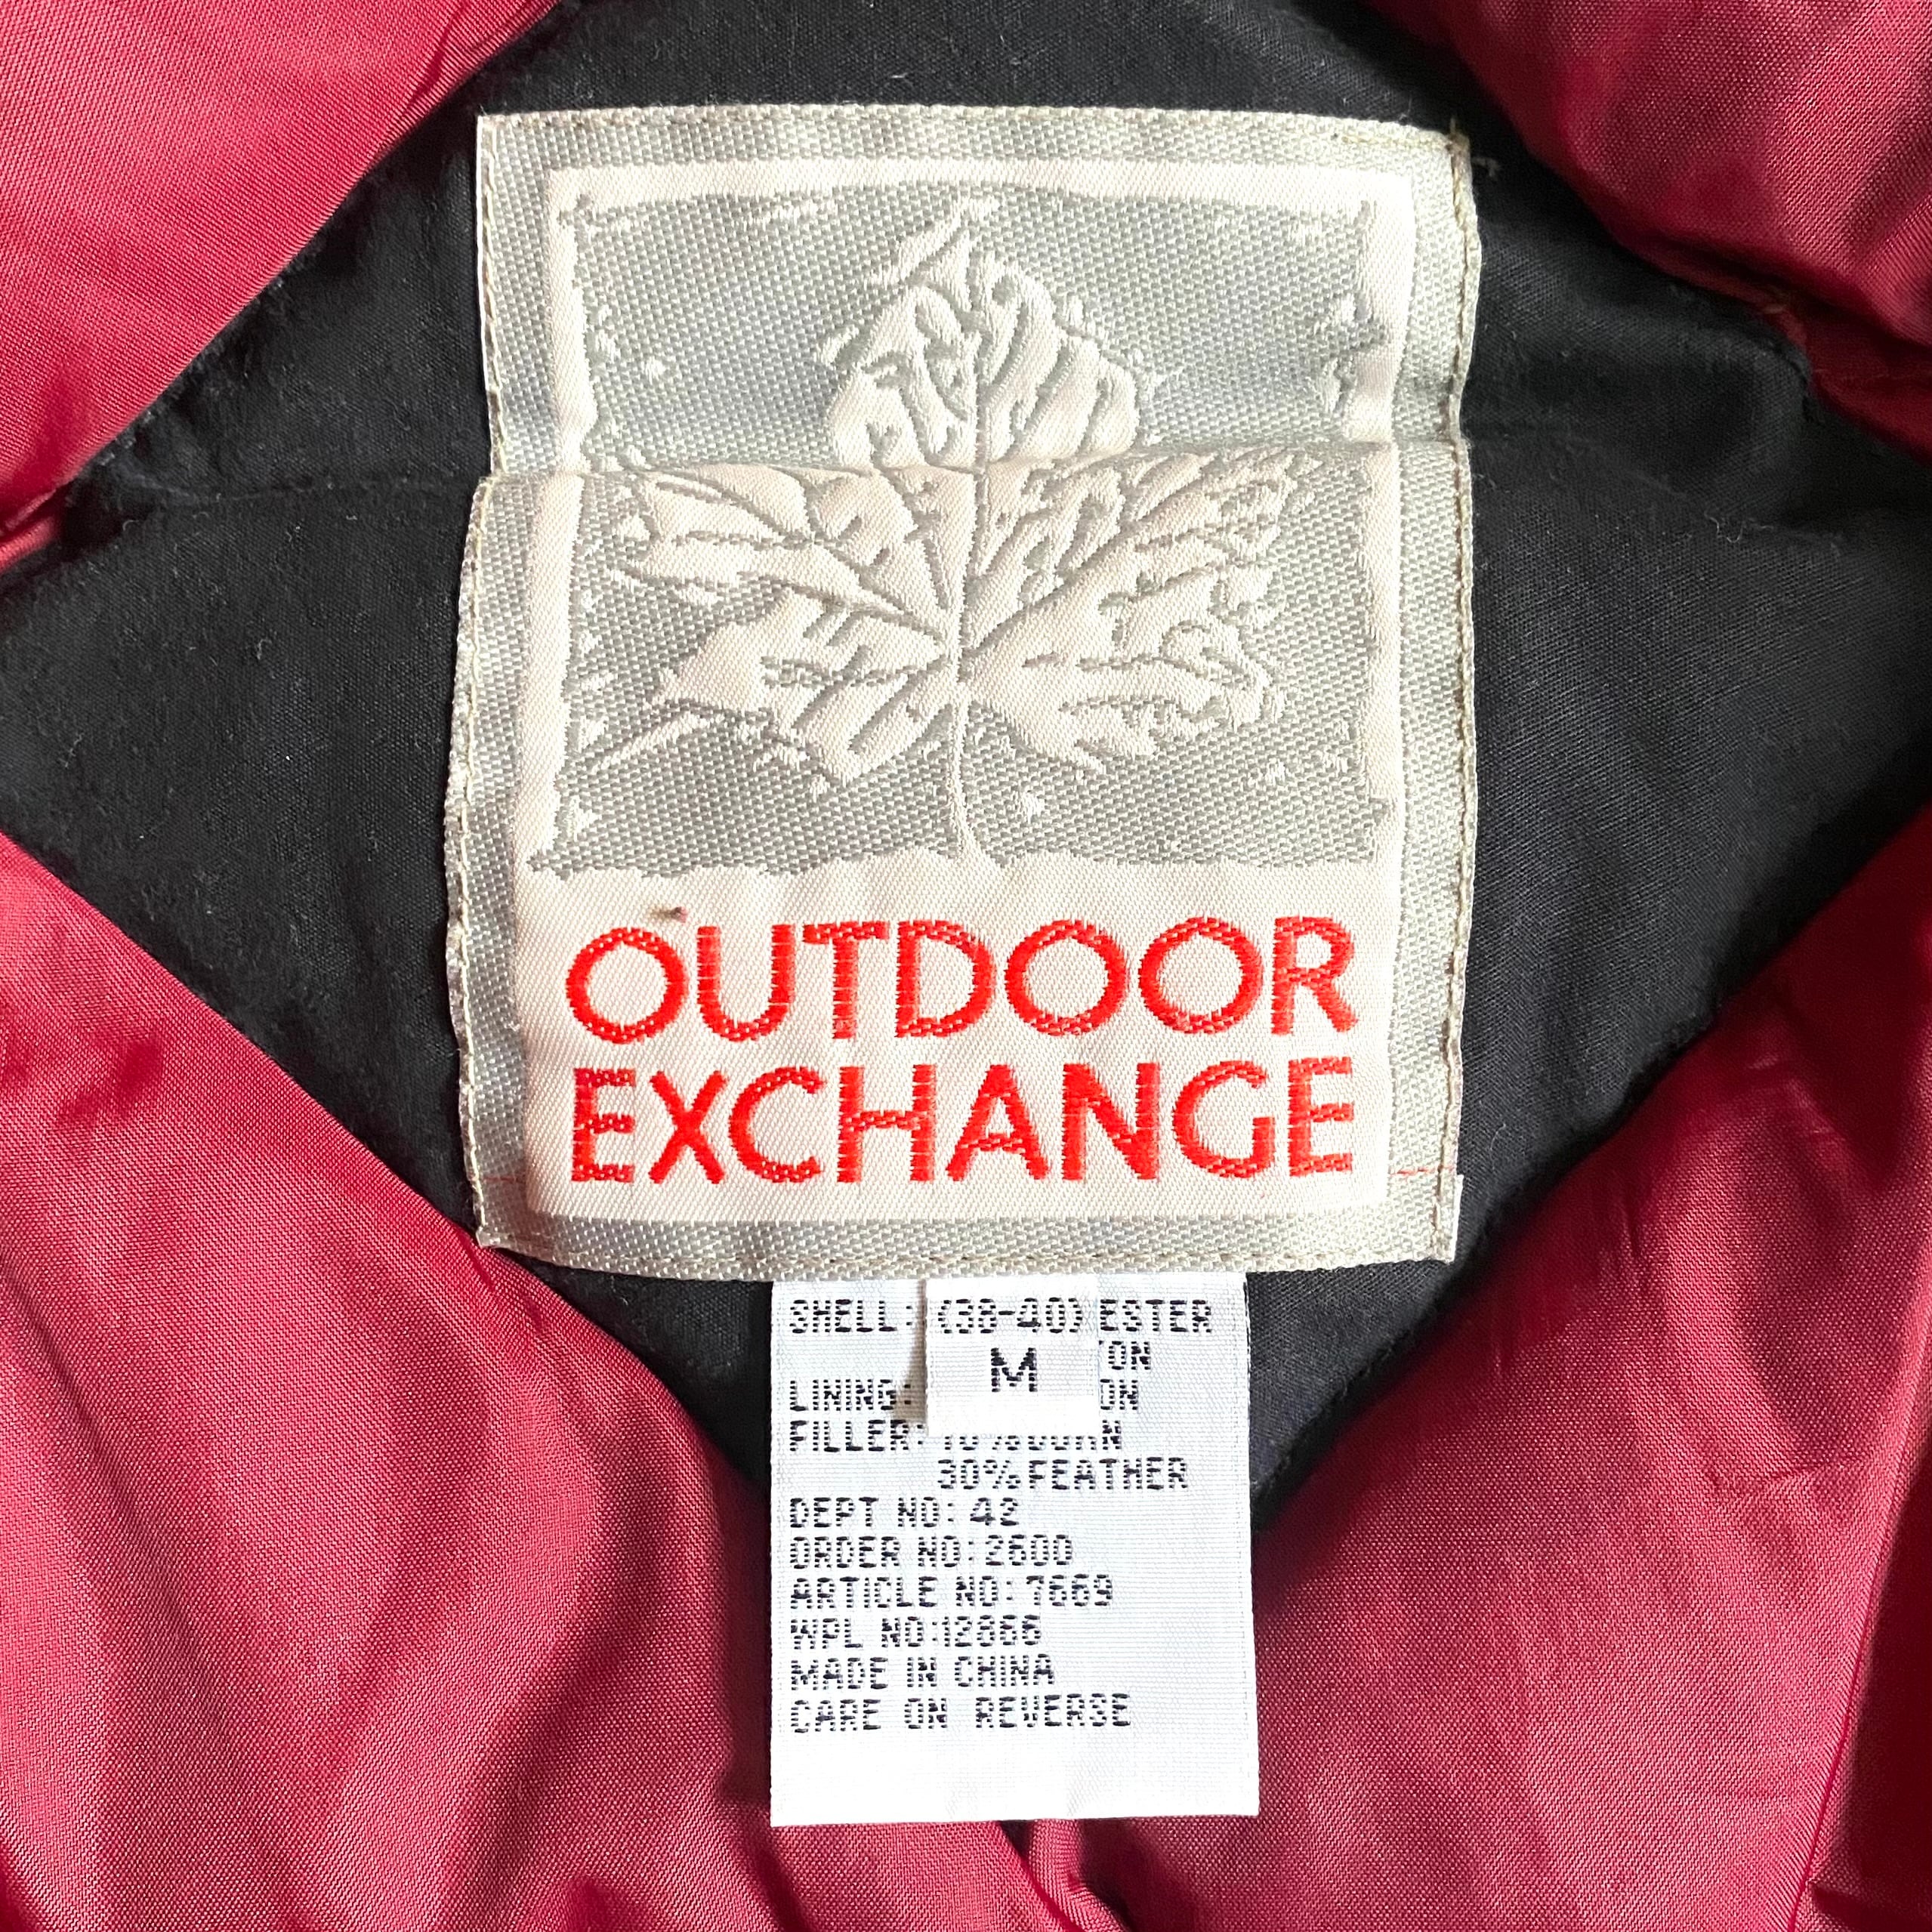 OUTDOOR
EXCHANGE
(38-40)
M
SHELL: ESTER
LINING:
FILLER:
30% FEATHER
DEPT NO: 42
ORDER NO: 2600
ARTICLE NO: 7669
WPL NO: 12866
MADE IN CHINA
CARE ON REVERSE